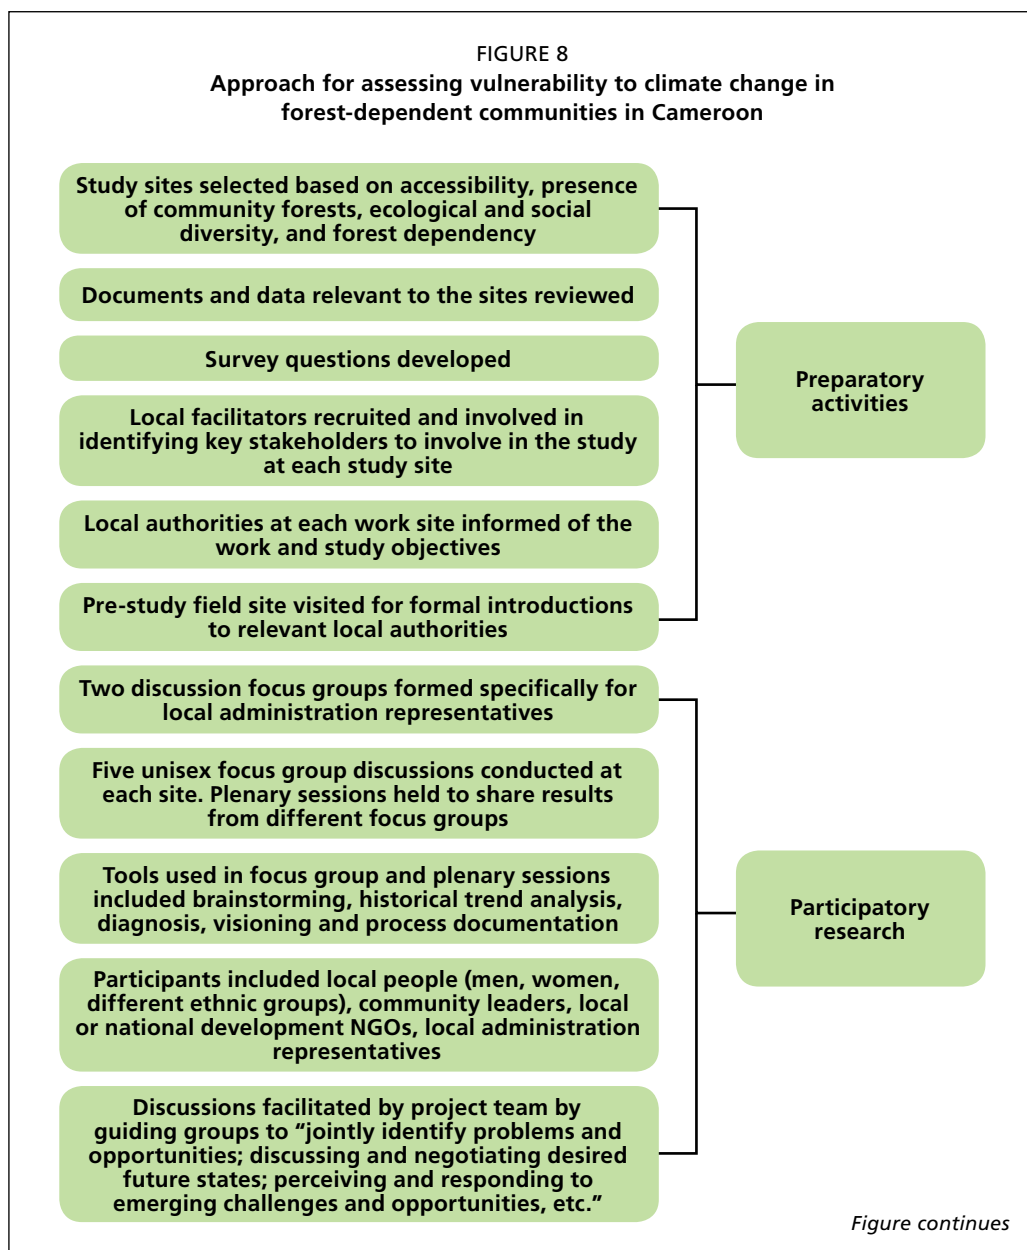 FIGURE 8
Approach for assessing vulnerability to climate change in
forest-dependent communities in Cameroon
Study sites selected based on accessibility, presence
of community forests, ecological and social
diversity, and forest dependency
Documents and data relevant to the sites reviewed
Survey questions developed
Local facilitators recruited and involved in
identifying key stakeholders to involve in the study
at each study site
Local authorities at each work site informed of the
work and study objectives
Pre-study field site visited for formal introductions
to relevant local authorities
Preparatory
activities
Two discussion focus groups formed specifically for
local administration representatives
Five unisex focus group discussions conducted at
each site. Plenary sessions held to share results
from different focus groups
Tools used in focus group and plenary sessions
included brainstorming, historical trend analysis,
diagnosis, visioning and process documentation
Participants included local people (men, women,
different ethnic groups), community leaders, local
or national development NGOs, local administration
representatives
Discussions facilitated by project team by
guiding groups to “jointly identify problems and
opportunities; discussing and negotiating desired
future states; perceiving and responding to
emerging challenges and opportunities, etc.”
Participatory
research
Figure continues